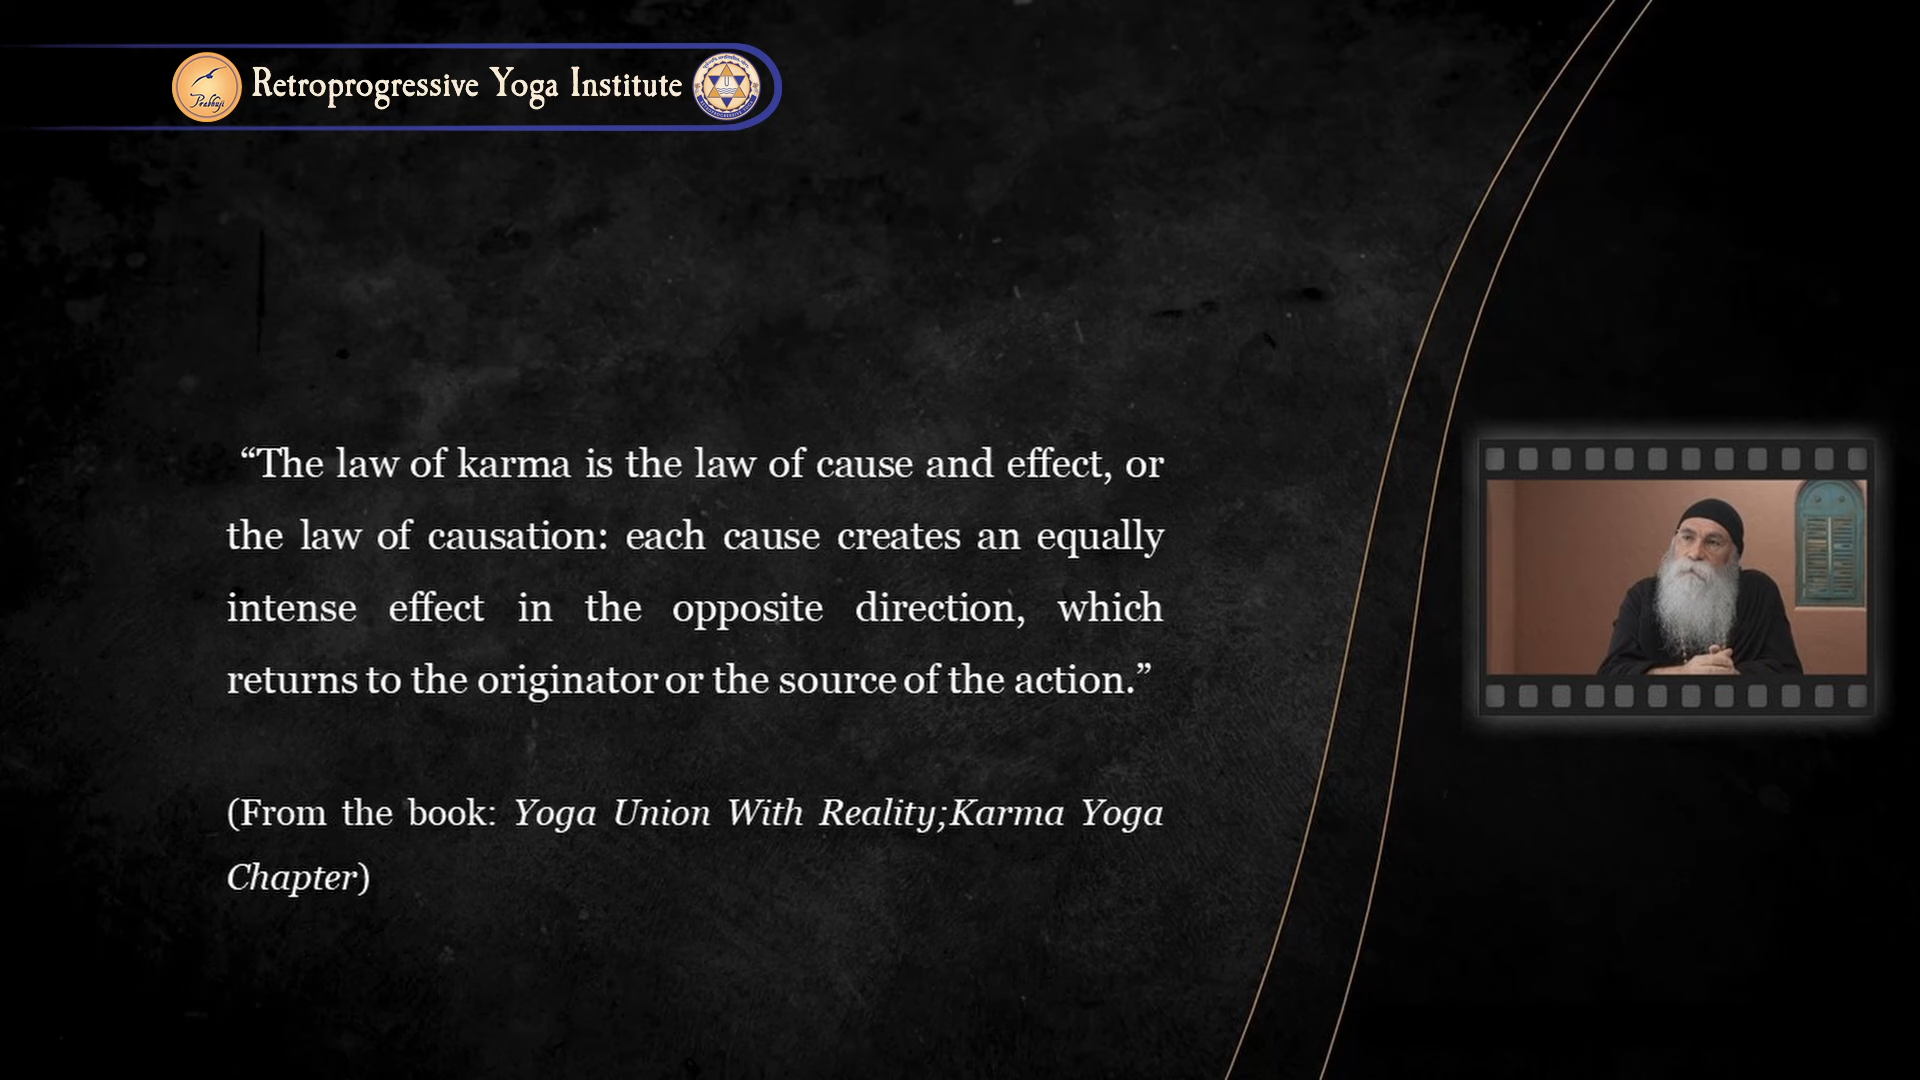 Prabhuji
Retroprogressive Yoga Institute
“The law of karma is the law of cause and effect, or
the law of causation: each cause creates an equally
intense effect in the opposite direction, which
returns to the originator or the source of the action.”
(From the book: Yoga Union With Reality;Karma Yoga
Chapter)